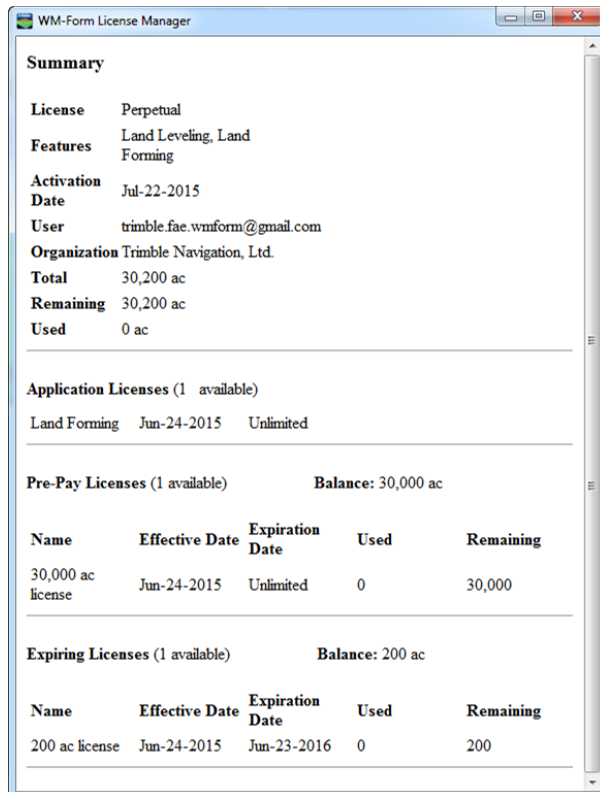 WM-Form License Manager
Summary
License Perpetual
Features Land Leveling, Land
Forming
Activation
Date Jul-22-2015
User trimble.fae.wmform@gmail.com
Organization Trimble Navigation, Ltd.
Total 30,200 ac
Remaining 30,200 ac
Used 0 ac
Application Licenses (1 available)
Land Forming Jun-24-2015 Unlimited
Pre-Pay Licenses (1 available) Balance: 30,000 ac
Name Effective Date Expiration
Date Used Remaining
30,000 ac
license Jun-24-2015 Unlimited 0 30,000
Expiring Licenses (1 available) Balance: 200 ac
Name Effective Date Expiration
Date Used Remaining
200 ac license Jun-24-2015 Jun-23-2016 0 200